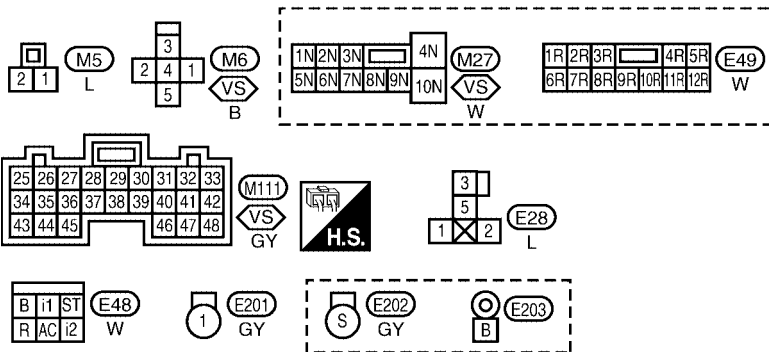 2 1 M5 L
3
2 4 1
5
M6
VS
B
1N 2N 3N 4N
5N 6N 7N 8N 9N 10N
M27
VS
W
1R 2R 3R 4R 5R
6R 7R 8R 9R 10R 11R 12R
E49
W
25 26 27 28 29 30 31 32 33
34 35 36 37 38 39 40 41 42
43 44 45 46 47 48
M111
VS
GY
H.S.
3
5
1 2
E28
L
B i1 ST
R AC i2
E48
W
1
E201
GY
S
E202
GY
B
E203